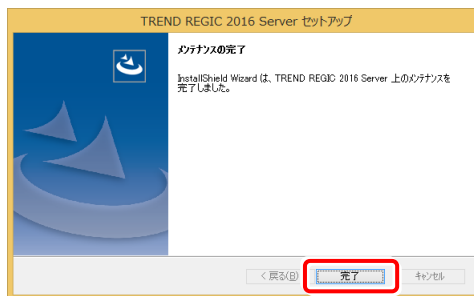 TREND REGIC 2016 Server セットアップ
メンテナンスの完了
InstallShield Wizard は、TREND REGIC 2016 Server 上のメンテナンスを
完了しました。
< 戻る(B)
完了
キャンセル